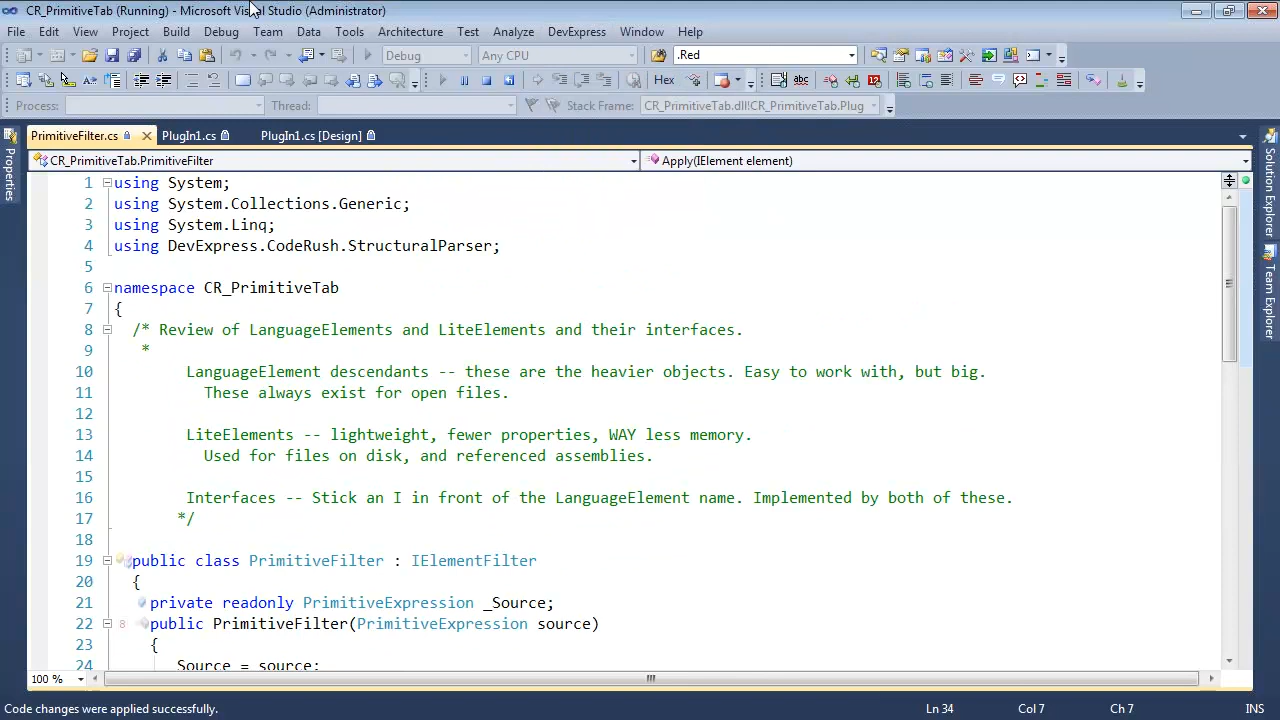 CR_PrimitiveTab (Running) - Microsoft Visual Studio (Administrator)
File Edit View Project Build Debug Team Data Tools Architecture Test Analyze DevExpress Window Help
Debug Any CPU .Red
Hex
Process: Thread: Stack Frame: CR_PrimitiveTab.dll!CR_PrimitiveTab.Plug
PrimitiveFilter.cs PlugIn1.cs PlugIn1.cs [Design]
CR_PrimitiveTab.PrimitiveFilter Apply(IElement element)
Properties
Solution Explorer
Team Explorer
1 using System;
2 using System.Collections.Generic;
3 using System.Linq;
4 using DevExpress.CodeRush.StructuralParser;
5
6 namespace CR_PrimitiveTab
7 {
8 /* Review of LanguageElements and LiteElements and their interfaces.
9 *
10 LanguageElement descendants -- these are the heavier objects. Easy to work with, but big.
11 These always exist for open files.
12
13 LiteElements -- lightweight, fewer properties, WAY less memory.
14 Used for files on disk, and referenced assemblies.
15
16 Interfaces -- Stick an I in front of the LanguageElement name. Implemented by both of these.
17 */
18
19 public class PrimitiveFilter : IElementFilter
20 {
21 private readonly PrimitiveExpression _Source;
22 8 public PrimitiveFilter(PrimitiveExpression source)
23 {
24 _Source = source;
100 %
Code changes were applied successfully. Ln 34 Col 7 Ch 7 INS